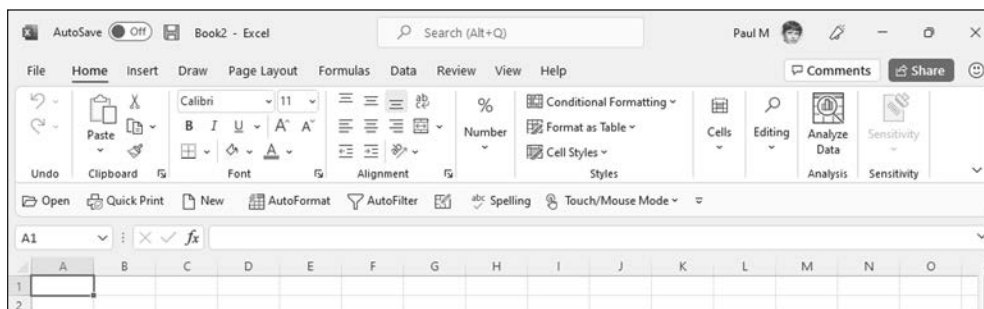 AutoSave Off Book2 - Excel Search (Alt+Q) Paul M
File Home Insert Draw Page Layout Formulas Data Review View Help Comments Share
Calibri 11 ab % Conditional Formatting
Paste B I U A A Number Format as Table Cells Editing Analyze Data Sensitivity
A Cell Styles
Undo Clipboard Font Alignment Styles Analysis Sensitivity
Open Quick Print New AutoFormat AutoFilter abc Spelling Touch/Mouse Mode
A1 fx
A B C D E F G H I J K L M N O
1
2